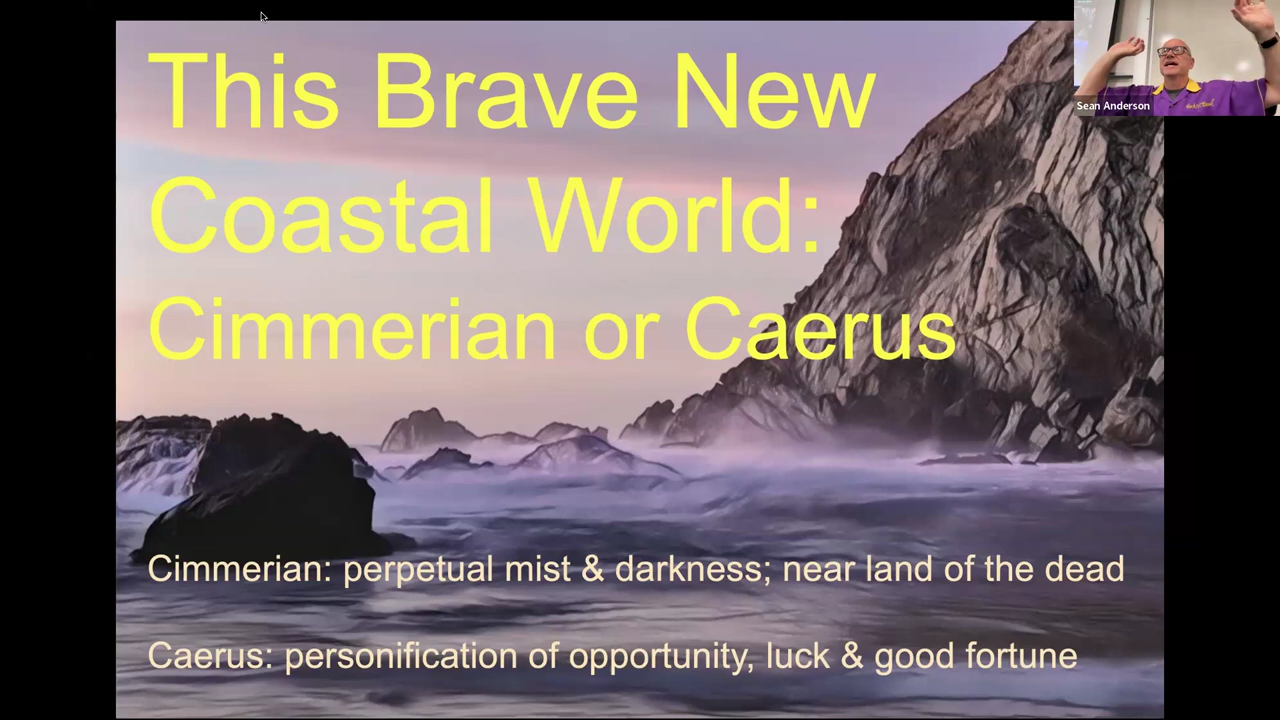 This Brave New
Coastal World:
Cimmerian or Caerus
Cimmerian: perpetual mist & darkness; near land of the dead
Caerus: personification of opportunity, luck & good fortune
Sean Anderson